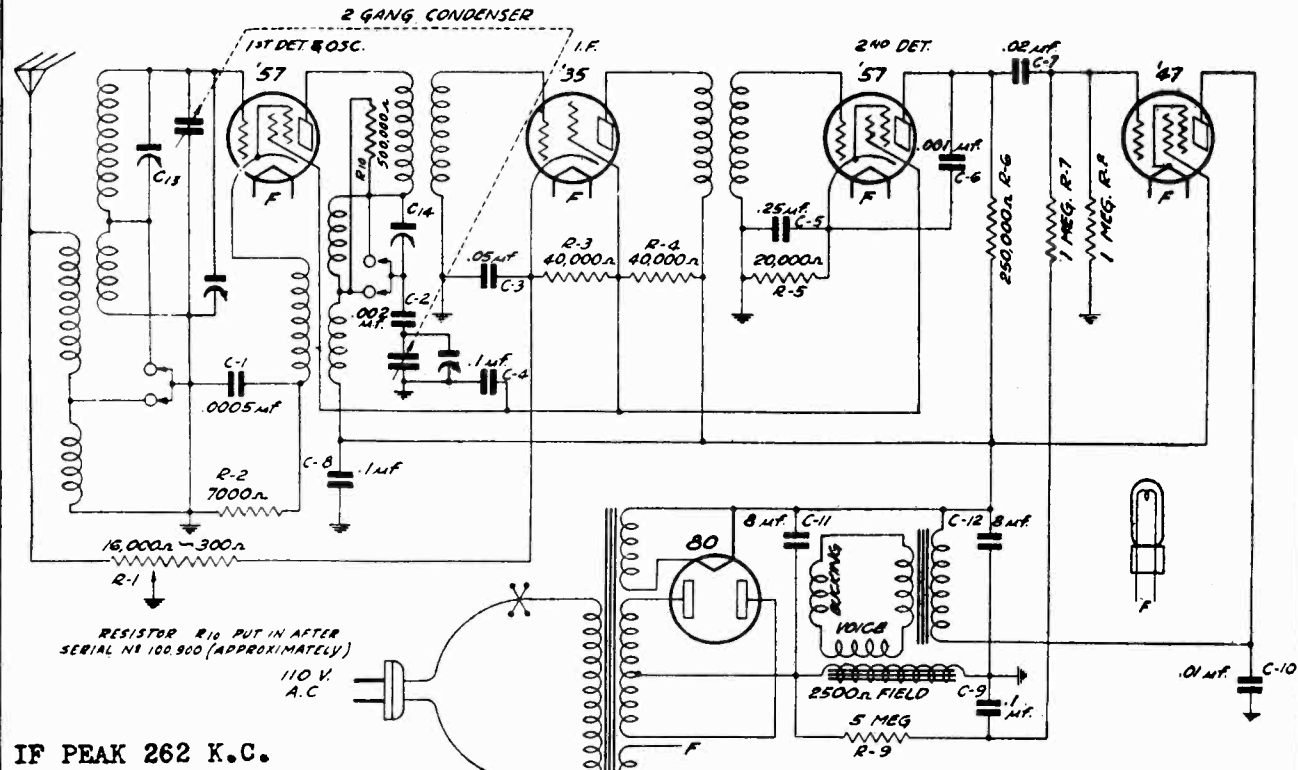 2 GANG CONDENSER
1ST DET & OSC.
'57
I.F.
'35
2ND DET.
'57
.02 µf.
C-7
'47
C13
R10
500,000Ω
C14
F
F
F
.001 µf.
C-6
.25 µf.
C-5
20,000Ω
R-5
250,000Ω R-6
1 MEG. R-7
1 MEG. R-8
.05 µf
C-3
R-3
40,000Ω
R-4
40,000Ω
C-2
.002
µf.
.1 µf.
C-4
C-1
.0005 µf
C-8
.1 µf
R-2
7000Ω
16,000Ω ~ 300Ω
R-1
RESISTOR R10 PUT IN AFTER
SERIAL Nº 100,900 (APPROXIMATELY)
110 V.
A.C
80
8 µf.
C-11
BUCKING
VOICE
C-12
8 µf.
2500Ω FIELD
C-9
.1
µf.
5 MEG
R-9
F
F
.01 µf.
C-10
IF PEAK 262 K.C.